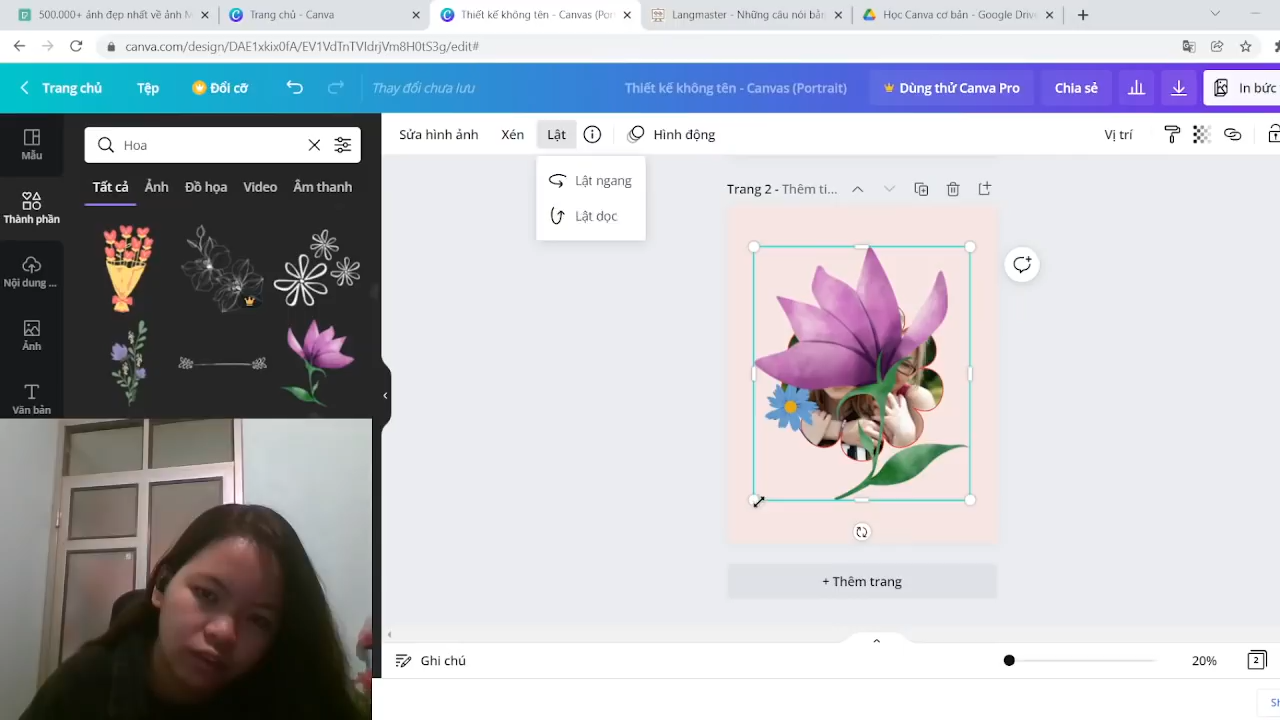 500.000+ ảnh đẹp nhất về ảnh M
Trang chủ - Canva
Thiết kế không tên - Canvas (Por
Langmaster - Những câu nói bằn
Học Canva cơ bản - Google Drive
canva.com/design/DAE1xkix0fA/EV1VdTnTVIdrjVm8H0tS3g/edit#
Trang chủ
Tệp
Đổi cỡ
Thay đổi chưa lưu
Thiết kế không tên - Canvas (Portrait)
Dùng thử Canva Pro
Chia sẻ
In bức
Mẫu
Thành phần
Nội dung ...
Ảnh
Văn bản
Hoa
Tất cả
Ảnh
Đồ họa
Video
Âm thanh
Sửa hình ảnh
Xén
Lật
Hình động
Vị trí
Lật ngang
Lật dọc
Trang 2 - Thêm ti...
+ Thêm trang
Ghi chú
20%
2